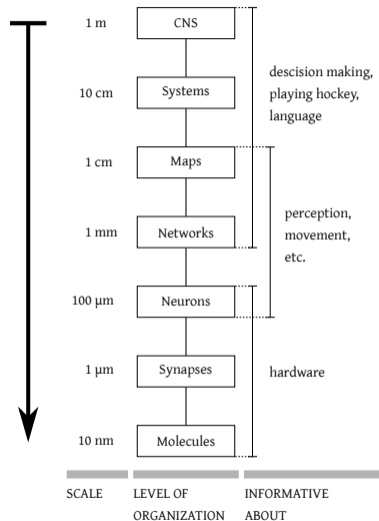 1 m
CNS
10 cm
Systems
descision making,
playing hockey,
language
1 cm
Maps
1 mm
Networks
perception,
movement,
etc.
100 μm
Neurons
1 μm
Synapses
hardware
10 nm
Molecules
SCALE
LEVEL OF
ORGANIZATION
INFORMATIVE
ABOUT